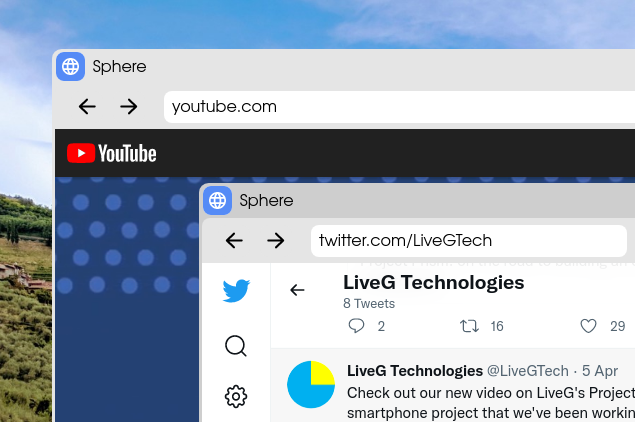 Sphere
youtube.com
YouTube
Sphere
twitter.com/LiveGTech
LiveG Technologies
8 Tweets
2 16 29
LiveG Technologies @LiveGTech · 5 Apr
Check out our new video on LiveG's Project
smartphone project that we've been workin